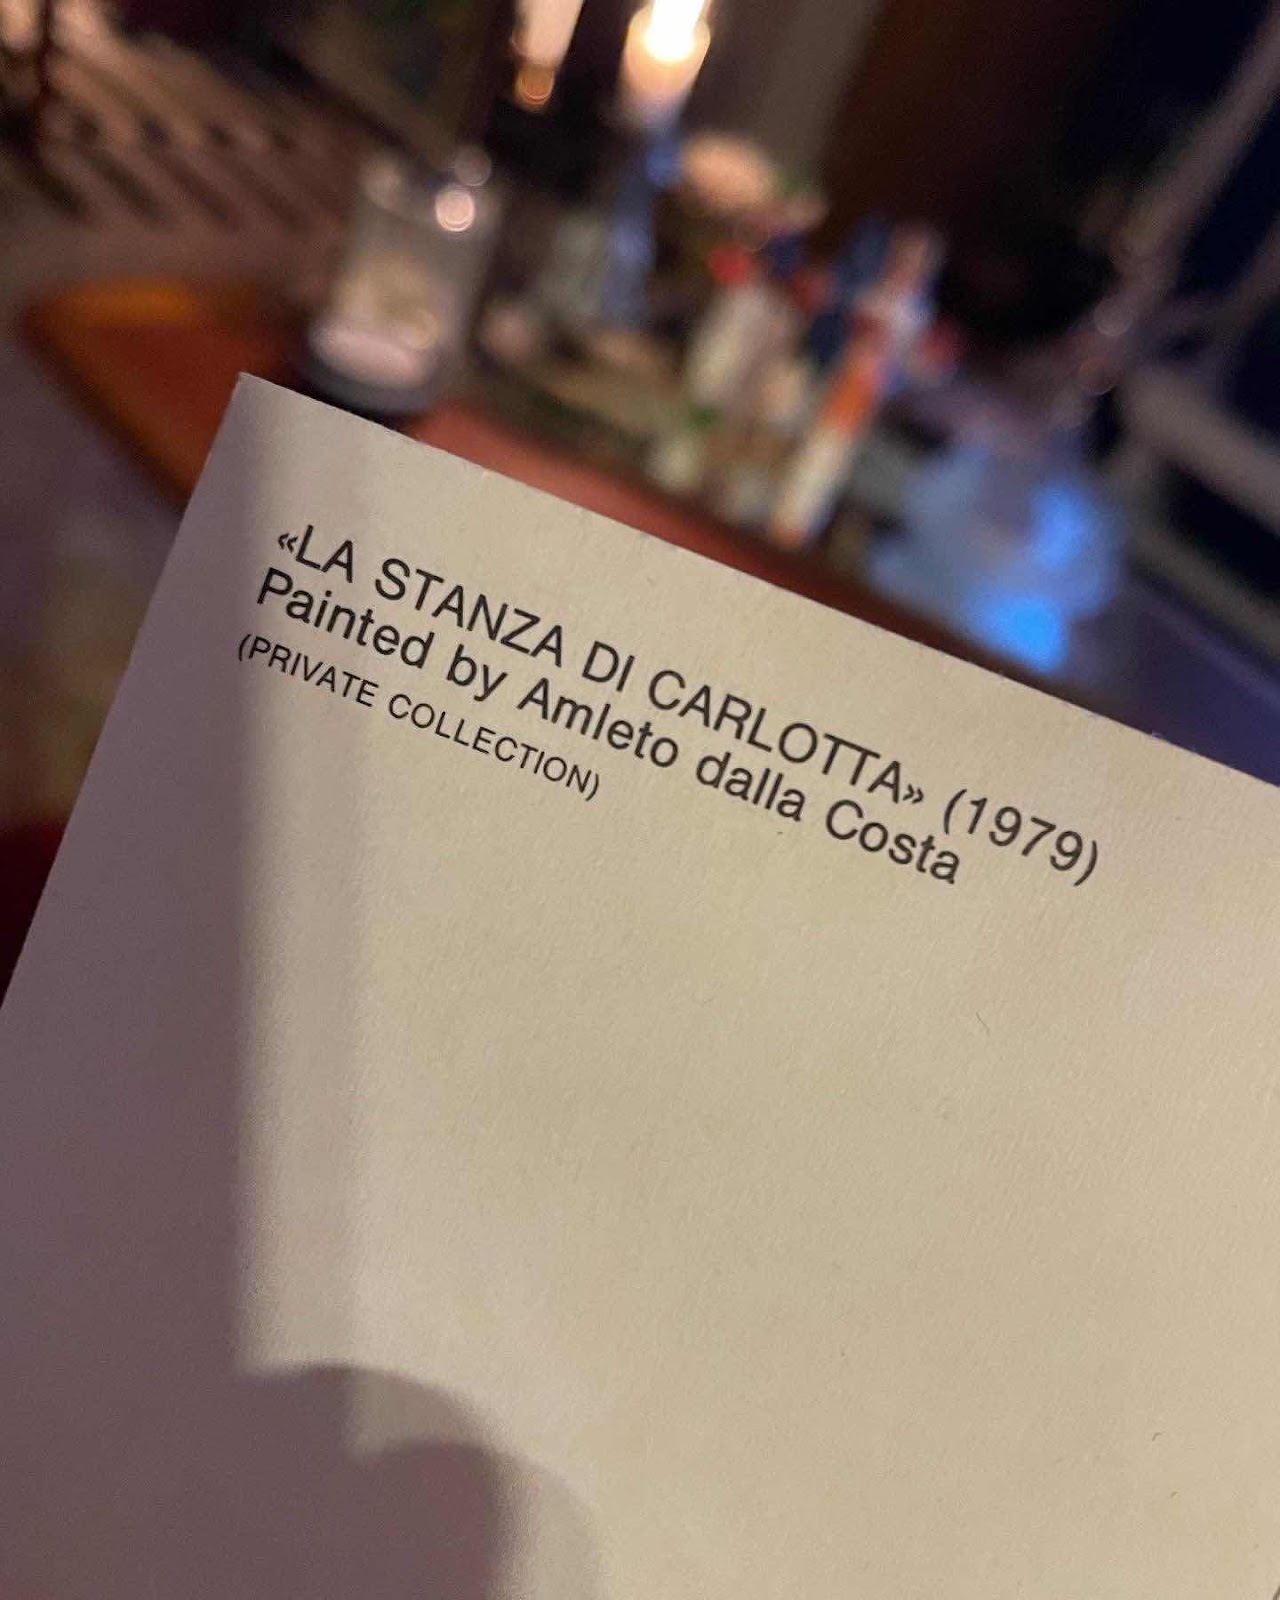 «LA STANZA DI CARLOTTA» (1979)
Painted by Amleto dalla Costa
(PRIVATE COLLECTION)